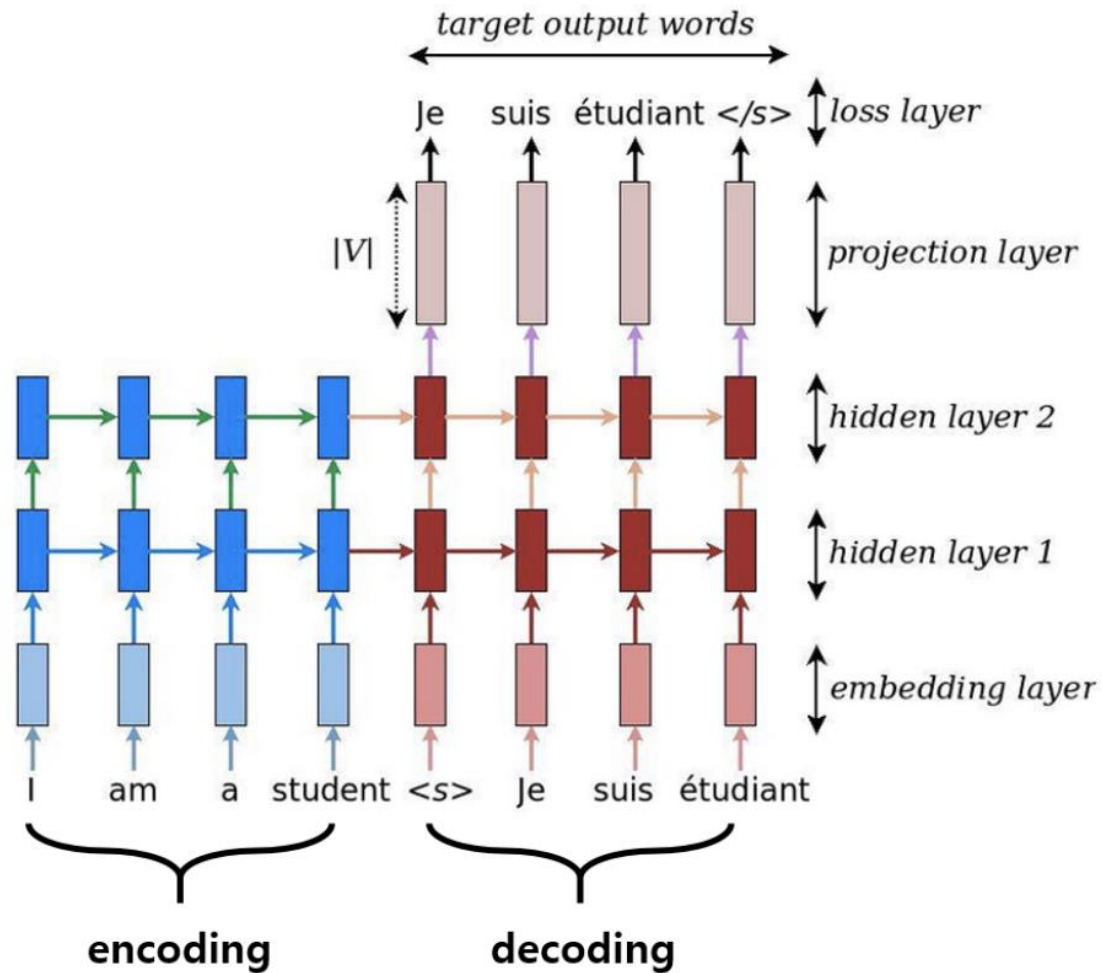 target output words
Je suis étudiant </s> loss layer
|V| projection layer
hidden layer 2
hidden layer 1
embedding layer
I am a student <s> Je suis étudiant
encoding decoding